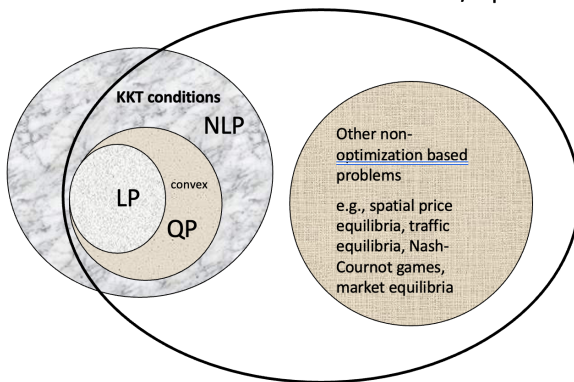 KKT conditions
NLP
LP
convex
QP
Other non-
optimization based
problems
e.g., spatial price
equilibria, traffic
equilibria, Nash-
Cournot games,
market equilibria